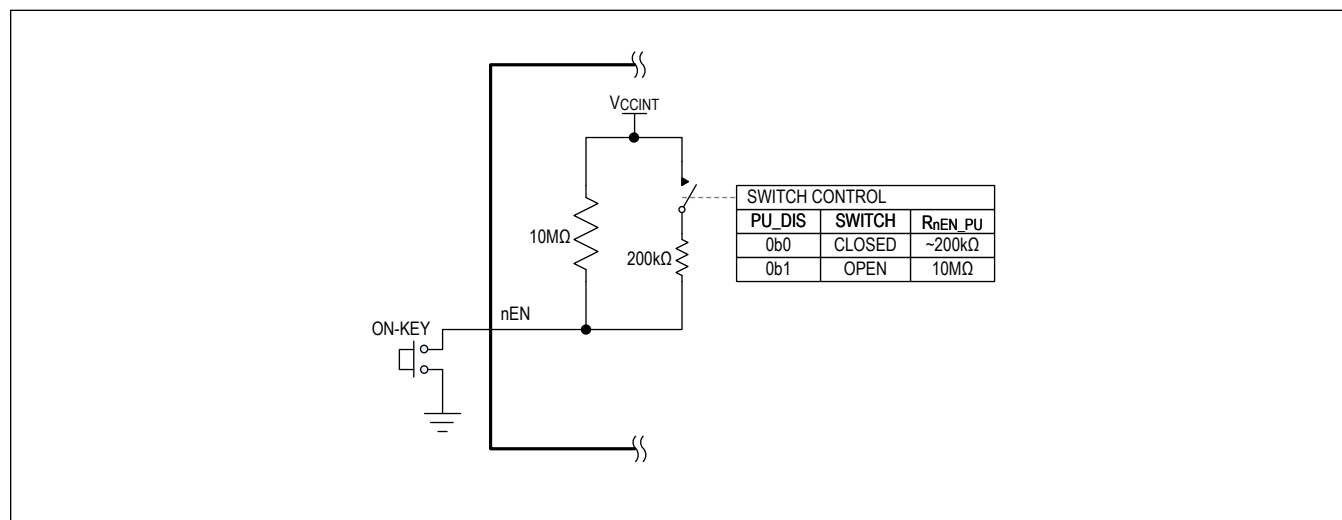 VCCINT
10MΩ
200kΩ
SWITCH CONTROL
PU_DIS SWITCH RnEN_PU
0b0 CLOSED ~200kΩ
0b1 OPEN 10MΩ
nEN
ON-KEY